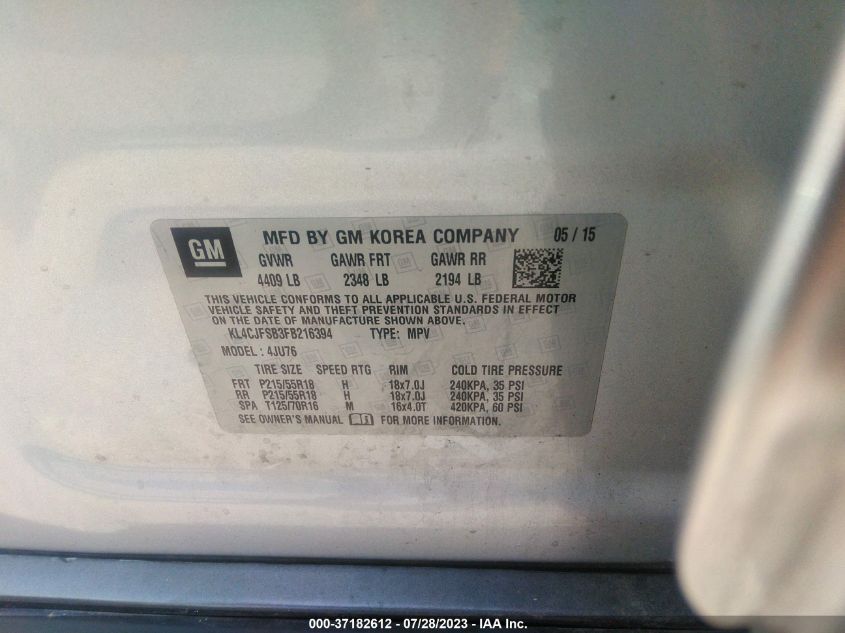 GM MFD BY GM KOREA COMPANY 05 / 15
GVWR GAWR FRT GAWR RR
4409 LB 2348 LB 2194 LB
THIS VEHICLE CONFORMS TO ALL APPLICABLE U.S. FEDERAL MOTOR
VEHICLE SAFETY AND THEFT PREVENTION STANDARDS IN EFFECT
ON THE DATE OF MANUFACTURE SHOWN ABOVE.
KL4CJFSB3FB216394 TYPE: MPV
MODEL : 4JU76
TIRE SIZE SPEED RTG RIM COLD TIRE PRESSURE
FRT P215/55R18 H 18x7.0J 240KPA, 35 PSI
RR P215/55R18 H 18x7.0J 240KPA, 35 PSI
SPA T125/70R16 M 16x4.0T 420KPA, 60 PSI
SEE OWNER'S MANUAL FOR MORE INFORMATION.
000-37182612 - 07/28/2023 - © IAA Inc.